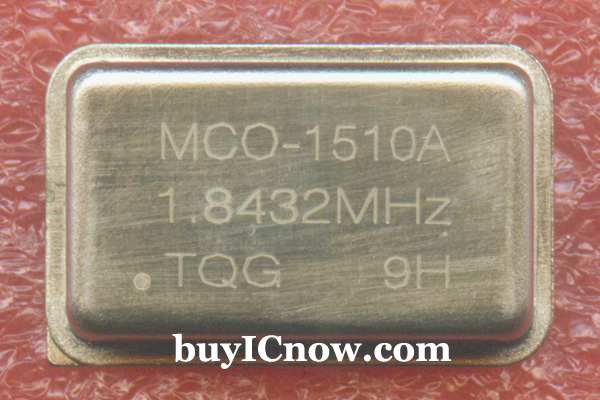 MCO-1510A
1.8432MHz
TQG 9H
buyICnow.com